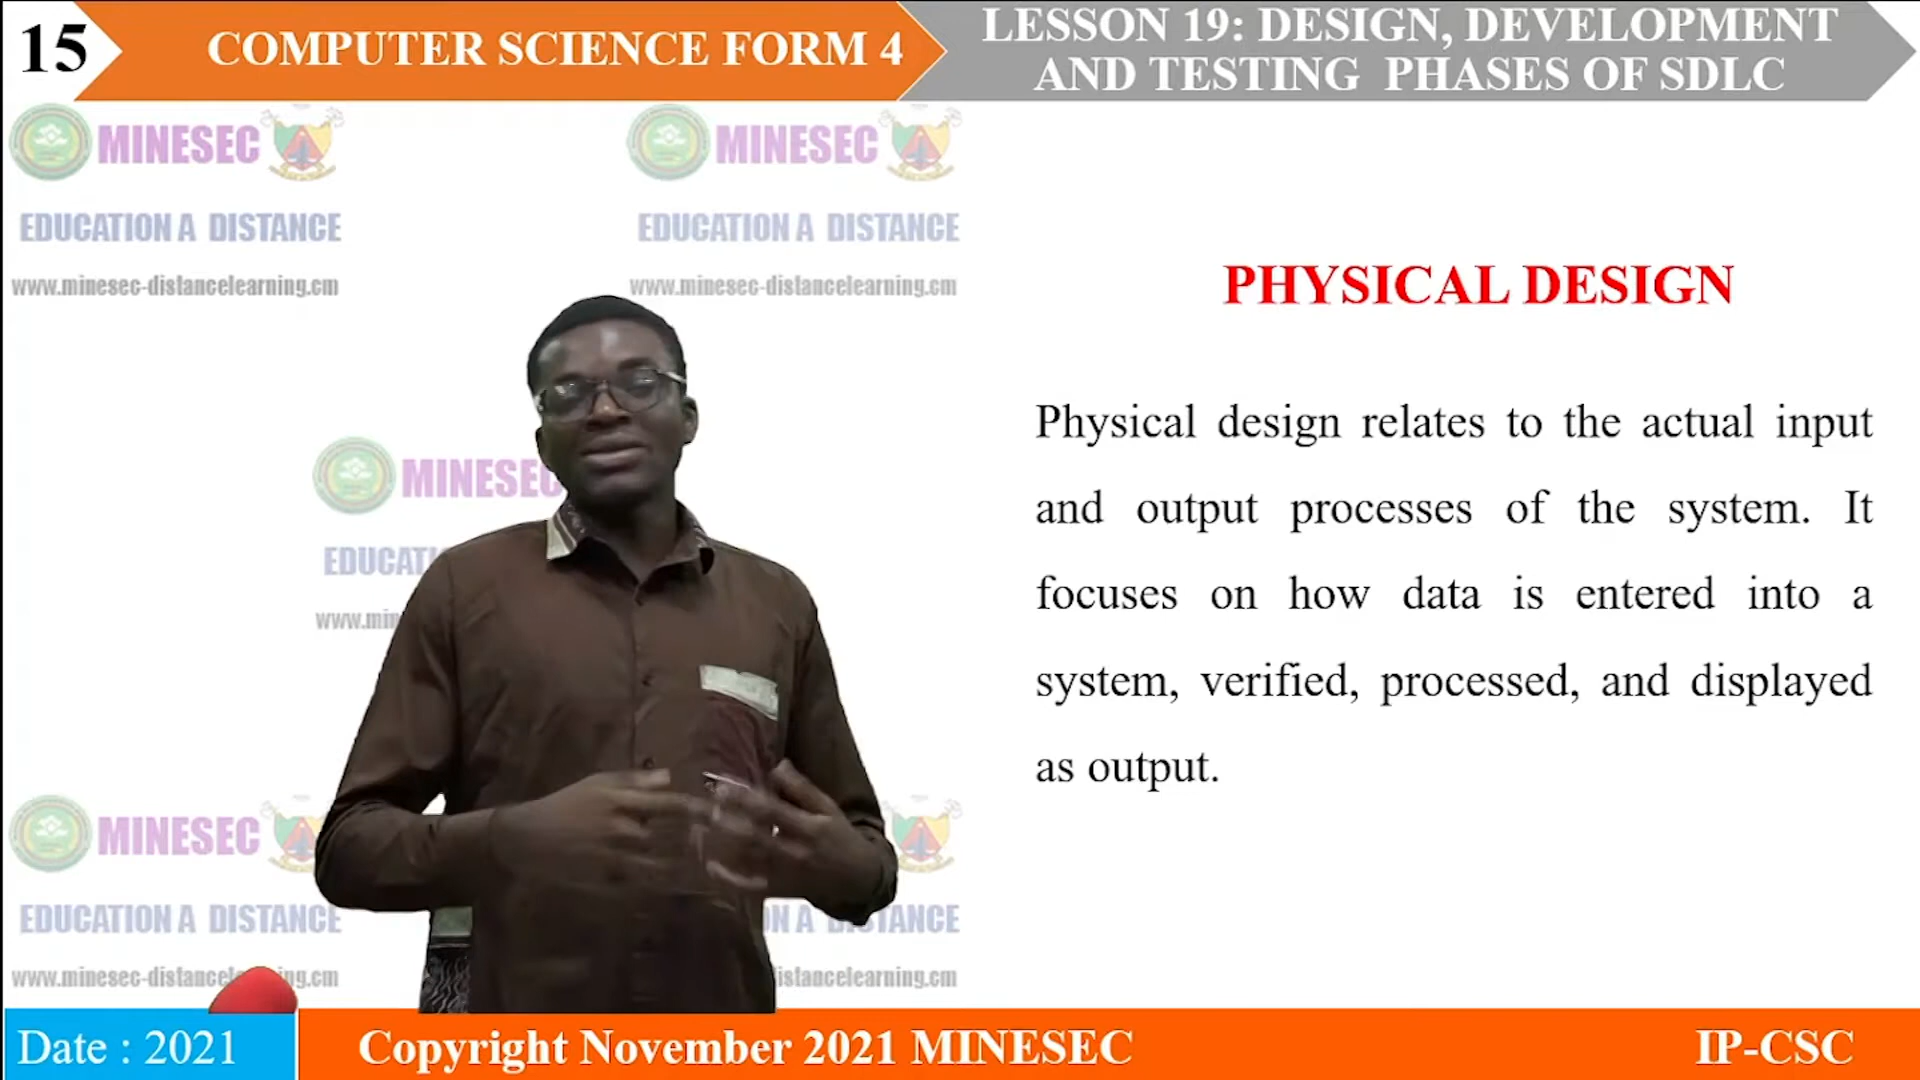 15
COMPUTER SCIENCE FORM 4
LESSON 19: DESIGN, DEVELOPMENT
AND TESTING PHASES OF SDLC
MINESEC
EDUCATION A DISTANCE
www.minesec-distancelearning.cm
MINESEC
EDUCATION A DISTANCE
www.minesec-distancelearning.cm
PHYSICAL DESIGN
Physical design relates to the actual input
and output processes of the system. It
focuses on how data is entered into a
system, verified, processed, and displayed
as output.
MINESEC
MINESEC
EDUCATION A DISTANCE
Date : 2021
Copyright November 2021 MINESEC
IP-CSC